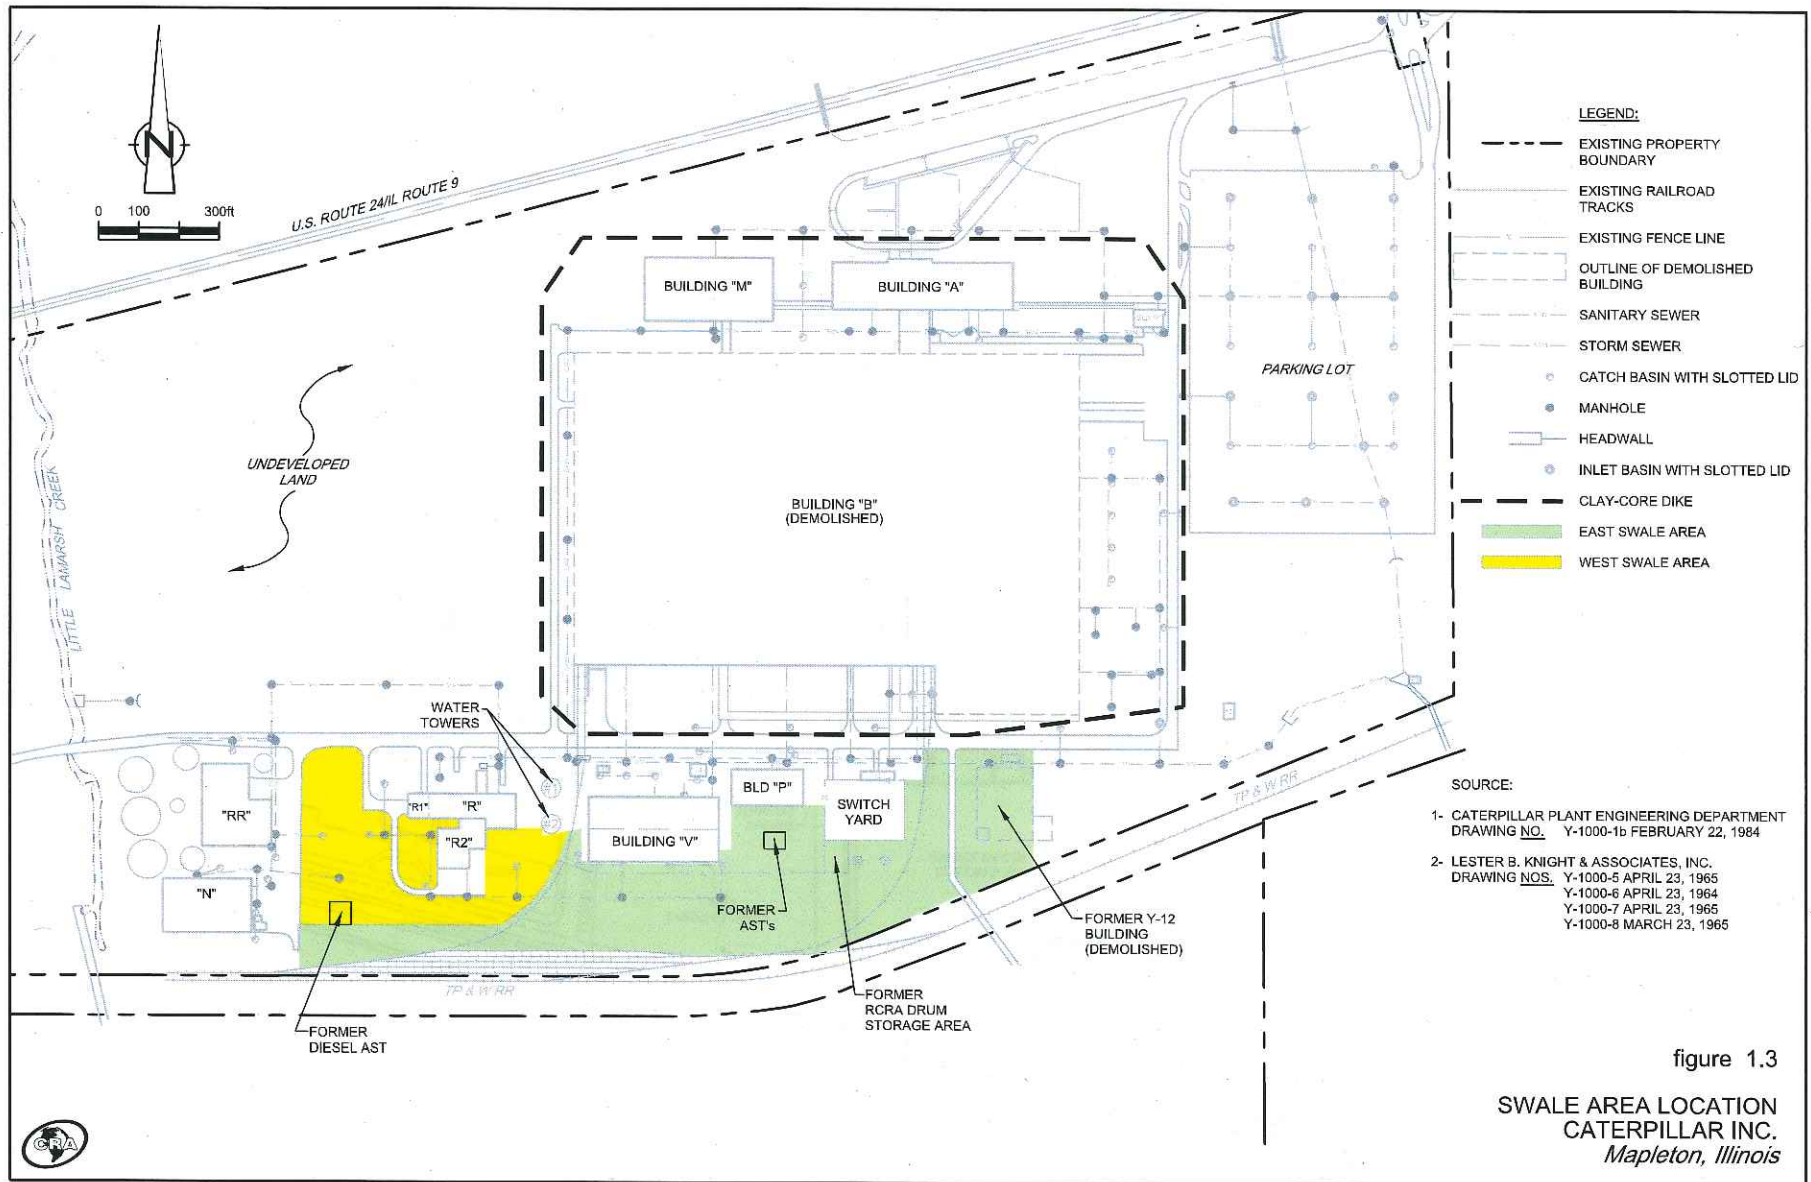 N
0 100 300ft
U.S. ROUTE 24/IL ROUTE 9
LEGEND:
EXISTING PROPERTY
BOUNDARY
EXISTING RAILROAD
TRACKS
EXISTING FENCE LINE
OUTLINE OF DEMOLISHED
BUILDING
SANITARY SEWER
STORM SEWER
CATCH BASIN WITH SLOTTED LID
MANHOLE
HEADWALL
INLET BASIN WITH SLOTTED LID
CLAY-CORE DIKE
EAST SWALE AREA
WEST SWALE AREA
BUILDING "M"
BUILDING "A"
PARKING LOT
UNDEVELOPED
LAND
LITTLE LAMARSH CREEK
BUILDING "B"
(DEMOLISHED)
WATER
TOWERS
"RR"
"R1"
"R"
"R2"
"N"
BLD "P"
SWITCH
YARD
BUILDING "V"
FORMER
AST's
FORMER Y-12
BUILDING
(DEMOLISHED)
TP & W RR
TP & W RR
FORMER
RCRA DRUM
STORAGE AREA
FORMER
DIESEL AST
SOURCE:
1- CATERPILLAR PLANT ENGINEERING DEPARTMENT
DRAWING NO. Y-1000-1b FEBRUARY 22, 1984
2- LESTER B. KNIGHT & ASSOCIATES, INC.
DRAWING NOS. Y-1000-5 APRIL 23, 1965
Y-1000-6 APRIL 23, 1964
Y-1000-7 APRIL 23, 1965
Y-1000-8 MARCH 23, 1965
figure 1.3
SWALE AREA LOCATION
CATERPILLAR INC.
Mapleton, Illinois
CRA